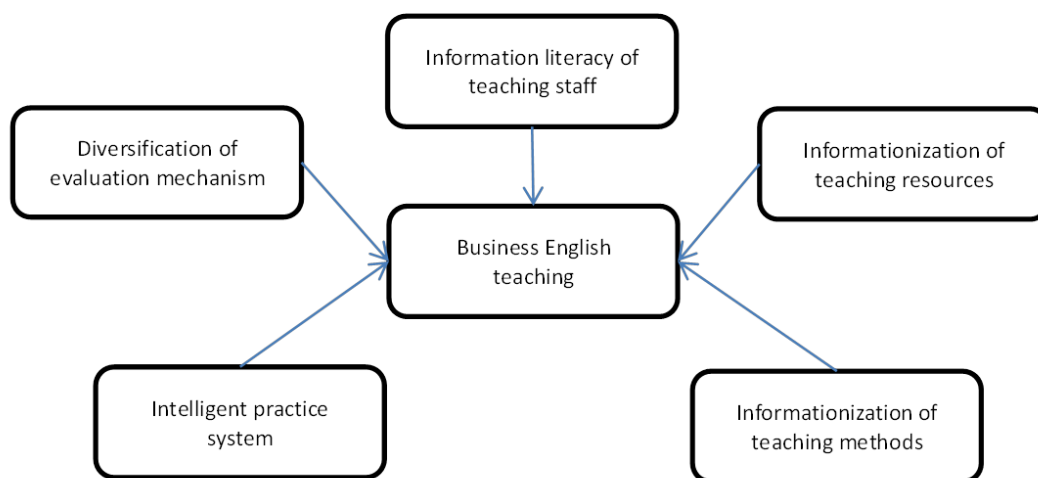 Information literacy of
teaching staff
Diversification of
evaluation mechanism
Informationization of
teaching resources
Business English
teaching
Intelligent practice
system
Informationization of
teaching methods